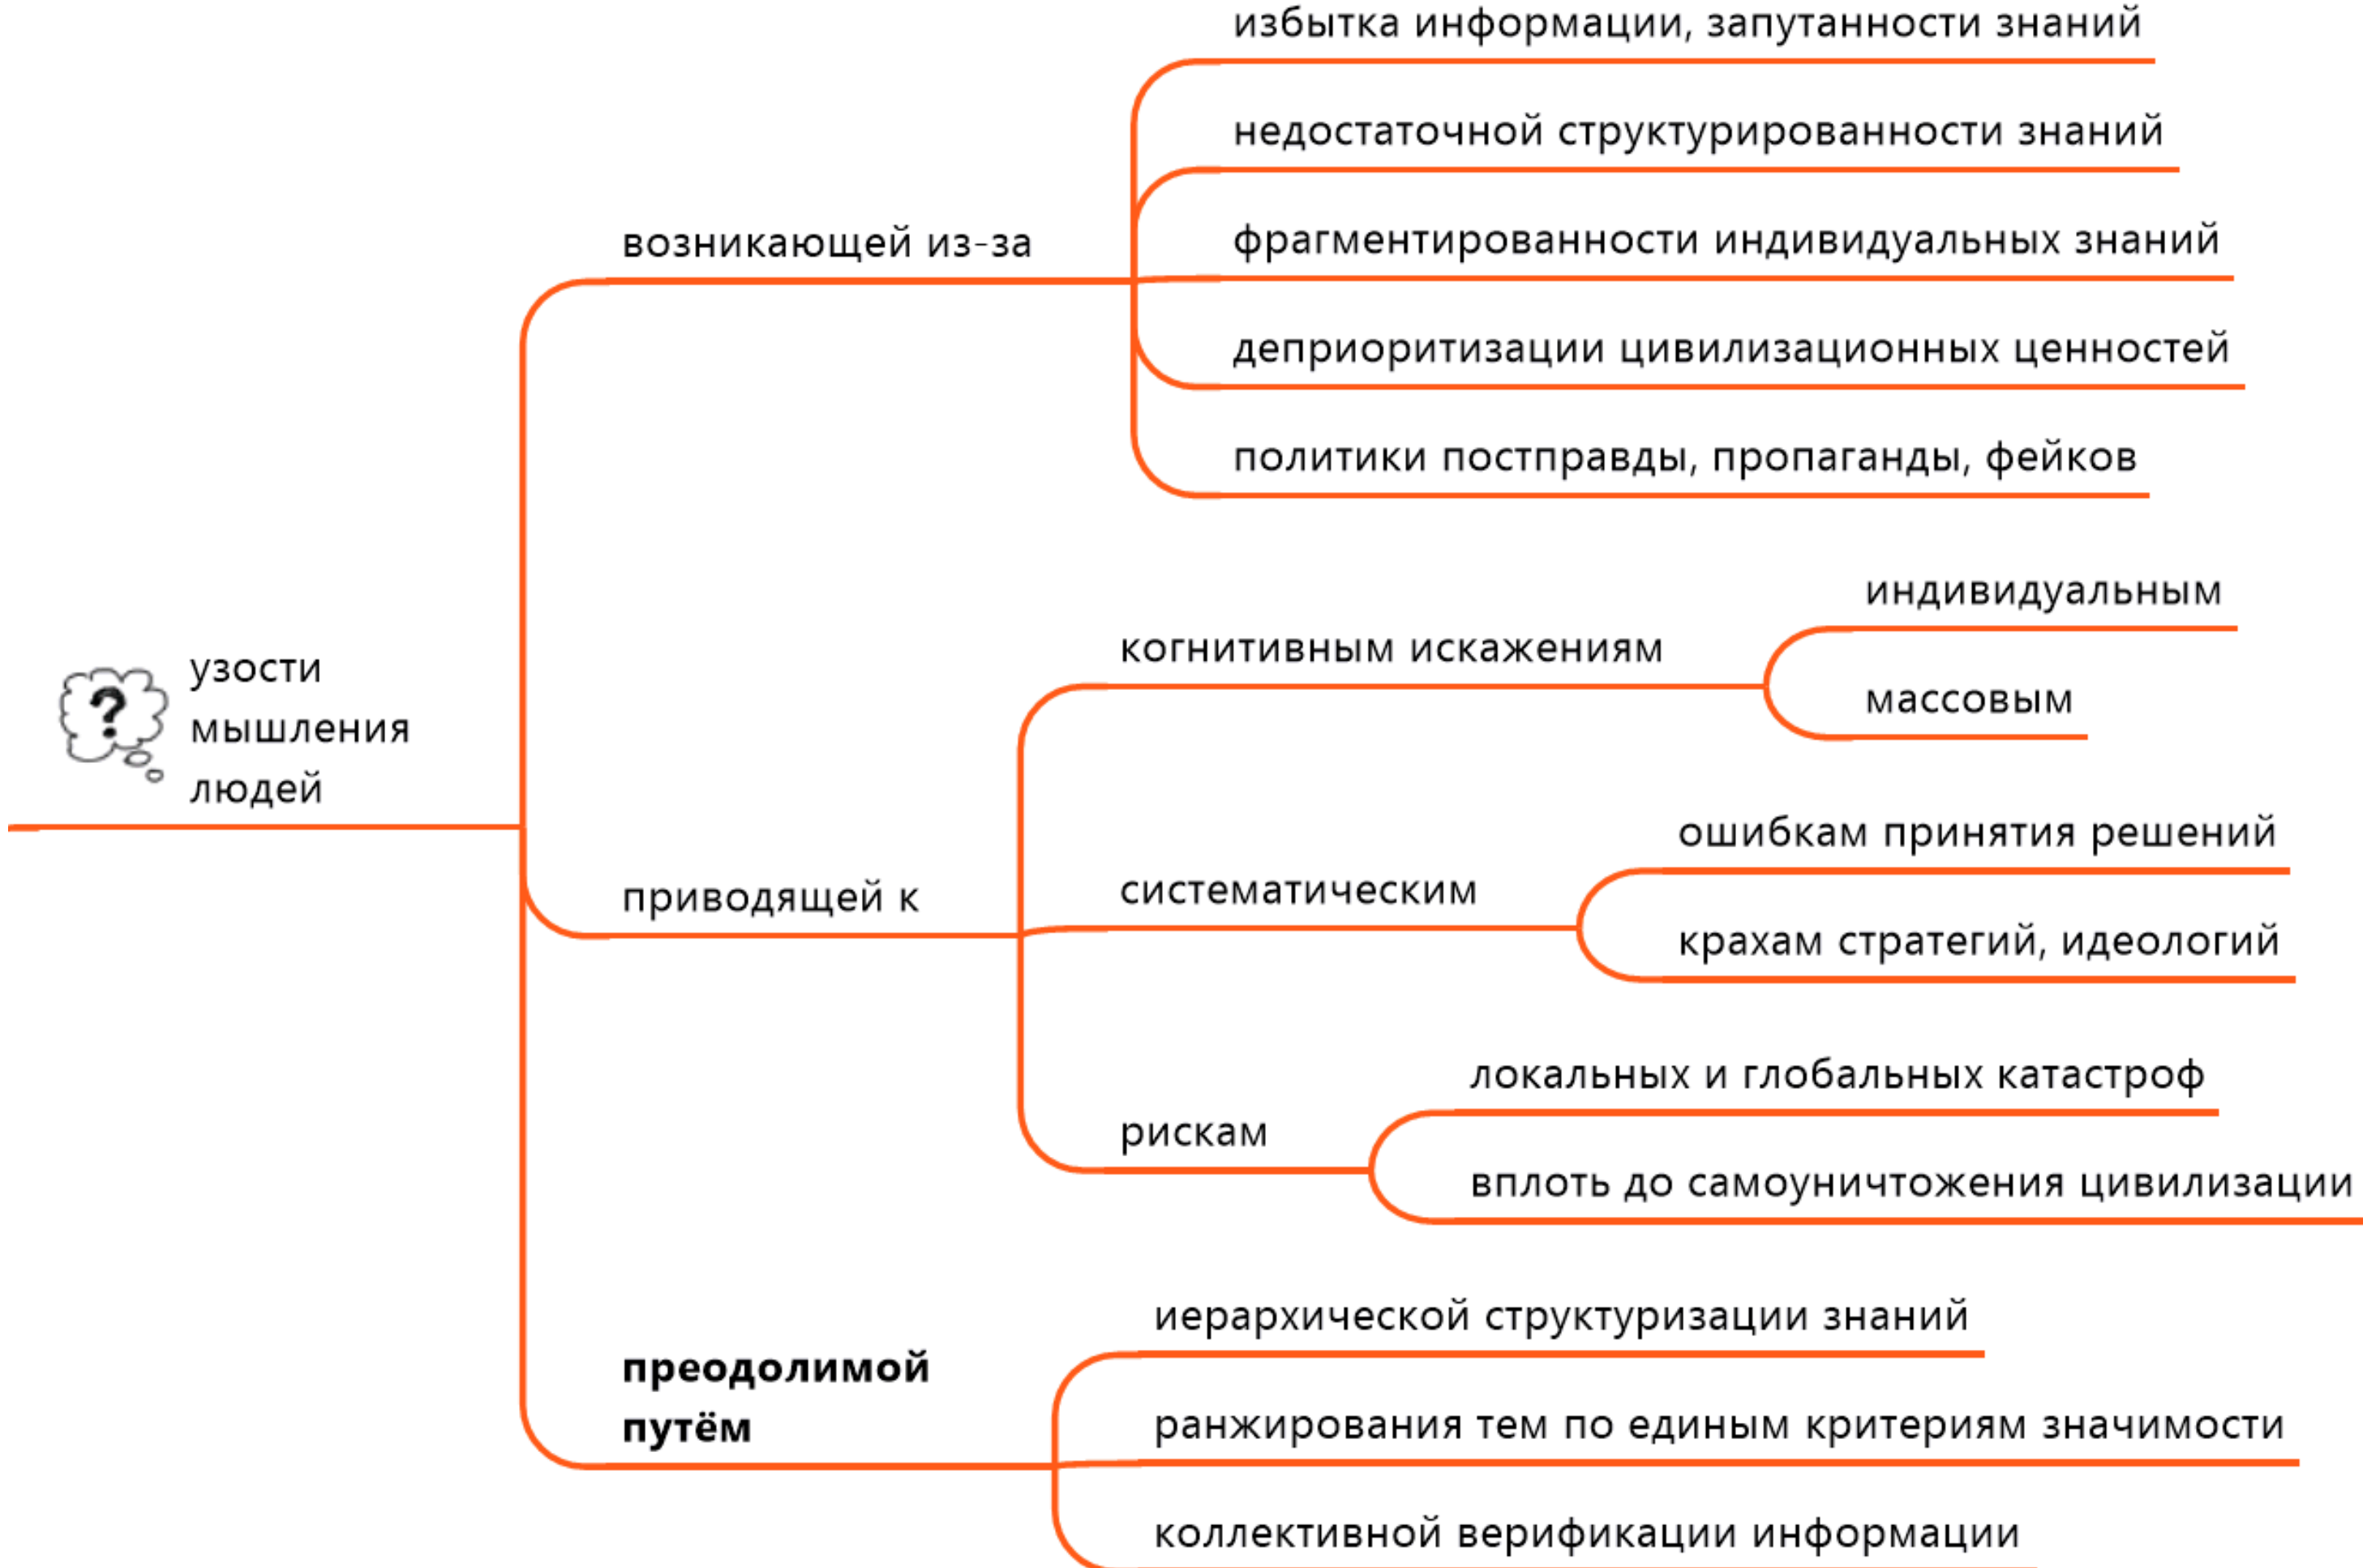 избытка информации, запутанности знаний
недостаточной структурированности знаний
возникающей из-за
фрагментированности индивидуальных знаний
деприоритизации цивилизационных ценностей
политики постправды, пропаганды, фейков
?
узости
мышления
людей
приводящей к
когнитивным искажениям
индивидуальным
массовым
систематическим
ошибкам принятия решений
крахам стратегий, идеологий
рискам
локальных и глобальных катастроф
вплоть до самоуничтожения цивилизации
преодолимой
путём
иерархической структуризации знаний
ранжирования тем по единым критериям значимости
коллективной верификации информации